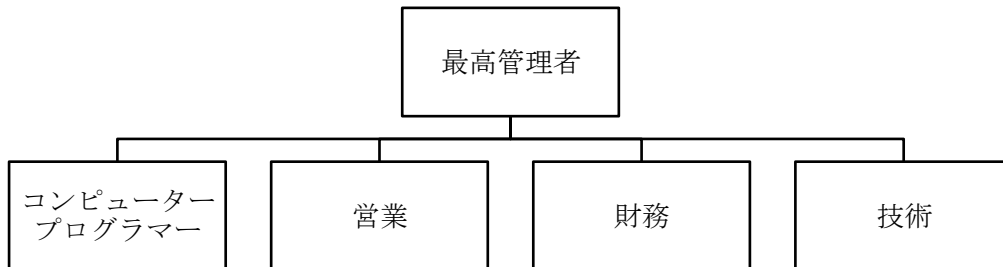 最高管理者
コンピューター
プログラマー
営業
財務
技術